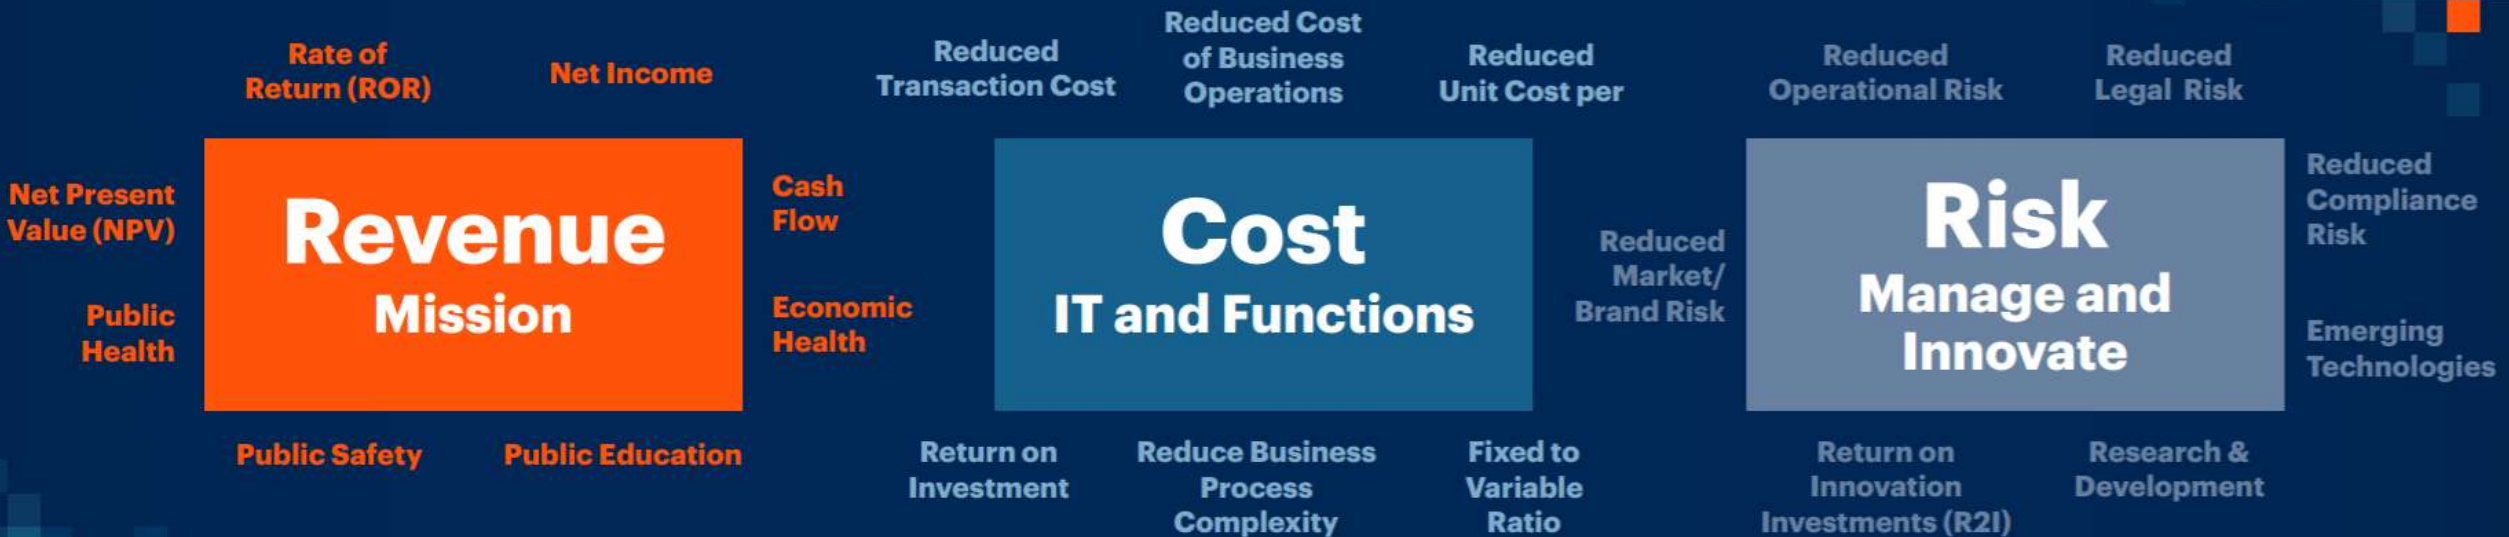 Rate of
Return (ROR)
Net Income
Net Present
Value (NPV)
Public
Health
Revenue
Mission
Cash
Flow
Economic
Health
Public Safety
Public Education
Reduced
Transaction Cost
Reduced Cost
of Business
Operations
Reduced
Unit Cost per
Cost
IT and Functions
Return on
Investment
Reduce Business
Process
Complexity
Fixed to
Variable
Ratio
Reduced
Operational Risk
Reduced
Legal Risk
Reduced
Market/
Brand Risk
Risk
Manage and
Innovate
Reduced
Compliance
Risk
Emerging
Technologies
Return on
Innovation
Investments (R2I)
Research &
Development